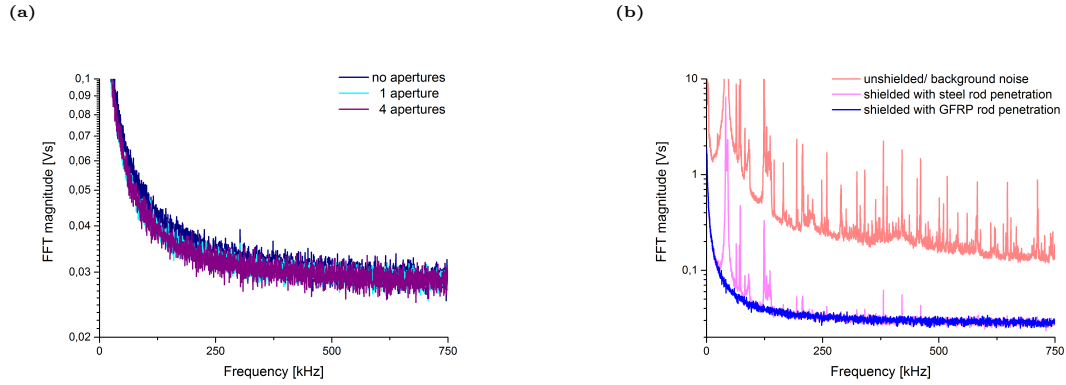 (a)
0,1
0,09
0,08
0,07
0,06
0,05
0,04
0,03
0,02
FFT magnitude [Vs]
no apertures
1 aperture
4 apertures
0
250
500
750
Frequency [kHz]
(b)
10
1
0,1
FFT magnitude [Vs]
unshielded/ background noise
shielded with steel rod penetration
shielded with GFRP rod penetration
0
250
500
750
Frequency [kHz]